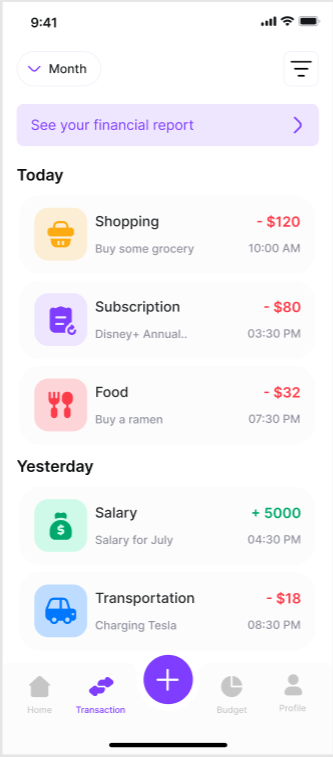 9:41
Month
See your financial report
Today
Shopping - $120
Buy some grocery 10:00 AM
Subscription - $80
Disney+ Annual.. 03:30 PM
Food - $32
Buy a ramen 07:30 PM
Yesterday
Salary + 5000
Salary for July 04:30 PM
Transportation - $18
Charging Tesla 08:30 PM
Home Transaction Budget Profile